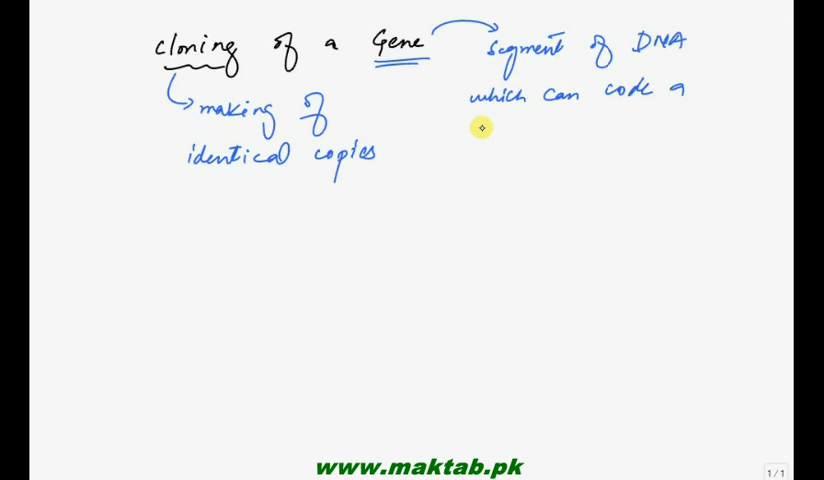 cloning of a Gene
segment of DNA
which can code a
making of
identical copies
www.maktab.pk
1/1